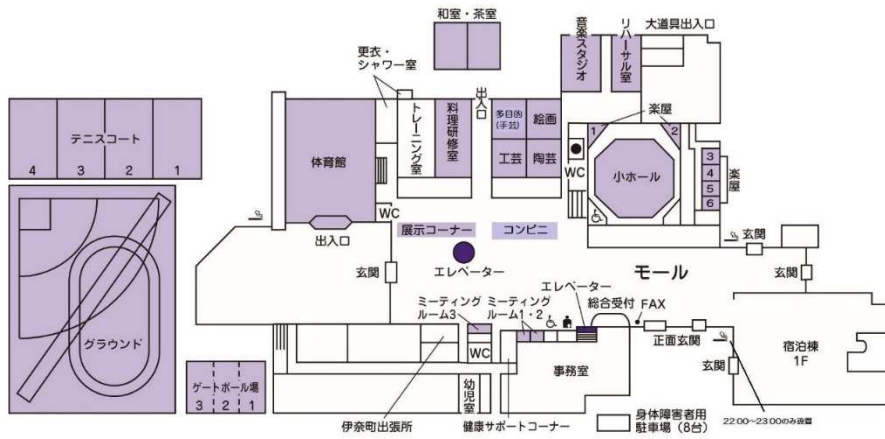 和室・茶室
音楽スタジオ
リハーサル室
大道具出入口
更衣・
シャワー室
出入口
テニスコート
4 3 2 1
体育館
トレーニング室
料理研修室
多目的
(手芸)
絵画
工芸
陶芸
楽屋
1 2
WC
小ホール
3
4
5
6
楽屋
WC
出入口
展示コーナー
コンビニ
玄関
エレベーター
玄関
モール
玄関
グラウンド
ミーティング
ルーム3
ミーティング
ルーム1・2
エレベーター
総合受付
FAX
正面玄関
宿泊棟
1F
WC
事務室
玄関
ゲートボール場
3 2 1
幼児室
伊奈町出張所
健康サポートコーナー
身体障害者用
駐車場(8台)